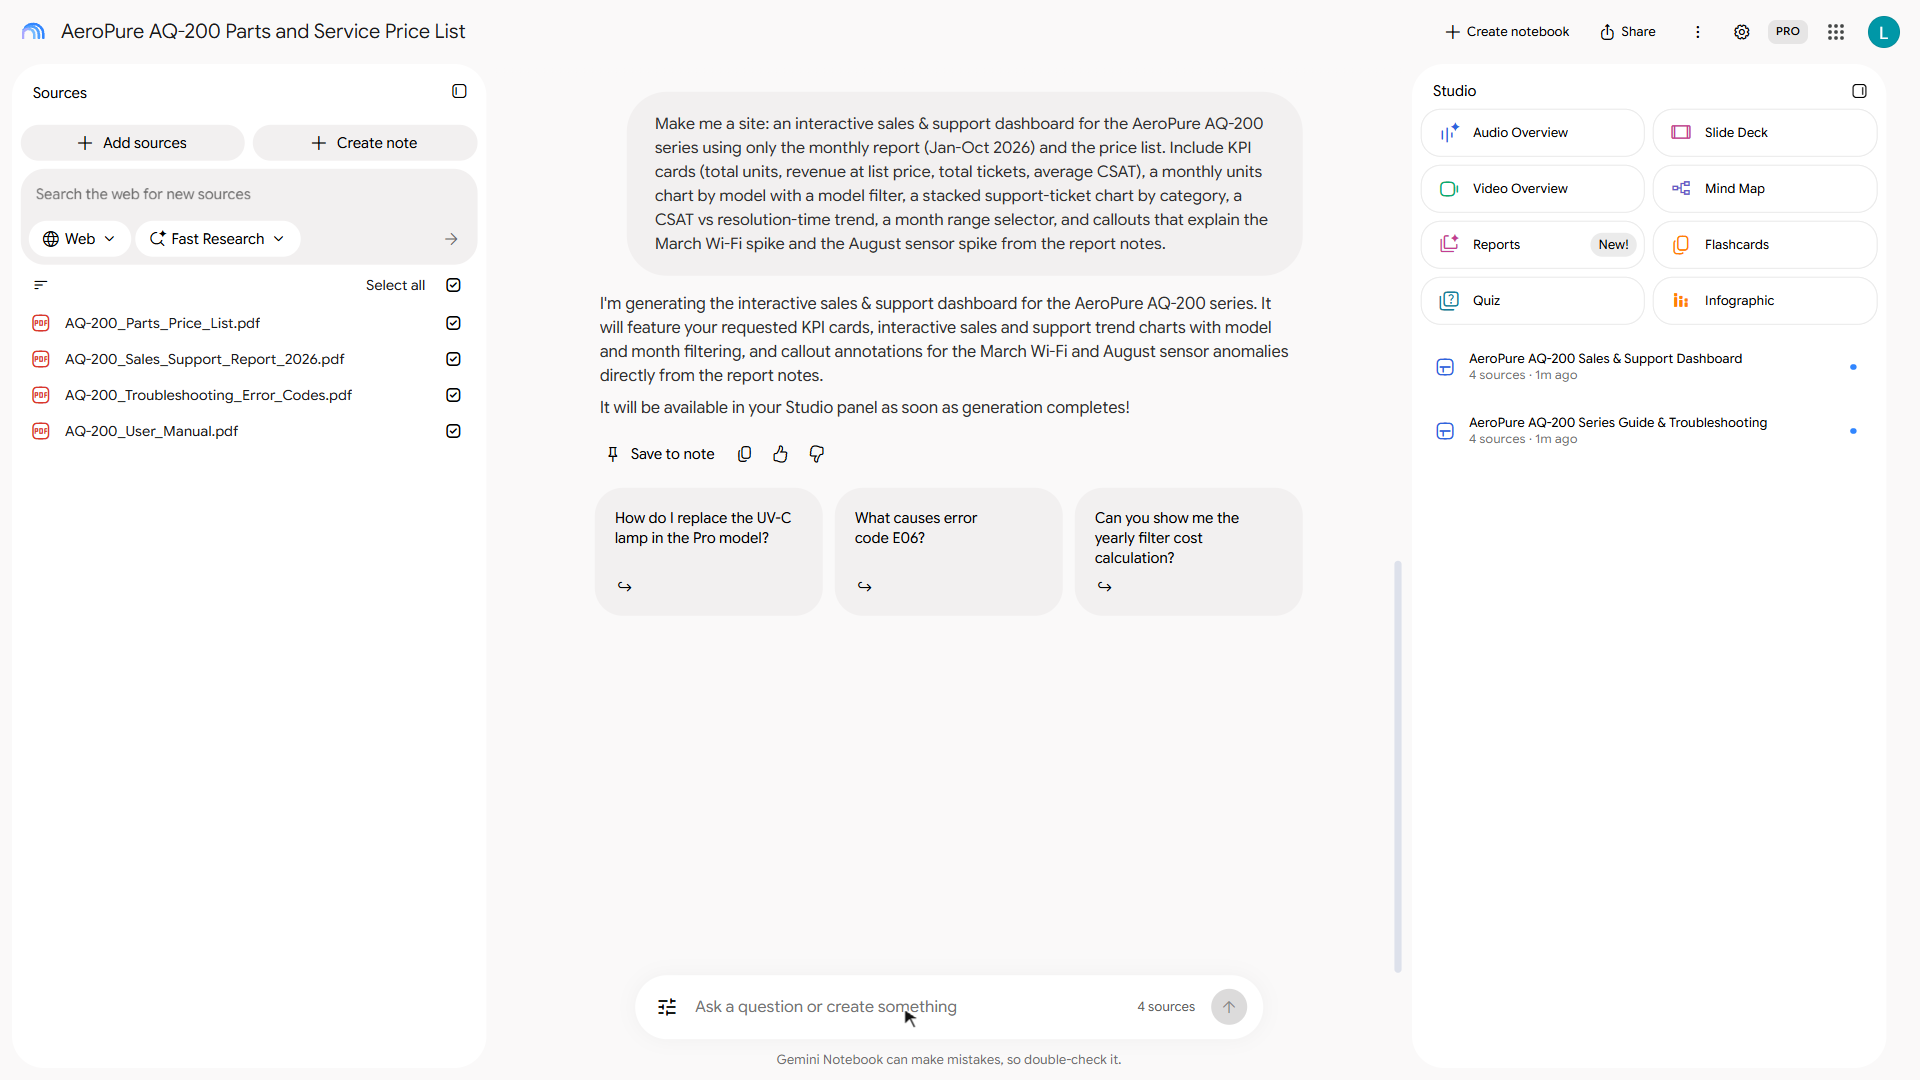 AeroPure AQ-200 Parts and Service Price List
Create notebook
Share
PRO
L
Sources
Add sources
Create note
Search the web for new sources
Web
Fast Research
Select all
PDF
AQ-200_Parts_Price_List.pdf
PDF
AQ-200_Sales_Support_Report_2026.pdf
PDF
AQ-200_Troubleshooting_Error_Codes.pdf
PDF
AQ-200_User_Manual.pdf
Make me a site: an interactive sales & support dashboard for the AeroPure AQ-200
series using only the monthly report (Jan-Oct 2026) and the price list. Include KPI
cards (total units, revenue at list price, total tickets, average CSAT), a monthly units
chart by model with a model filter, a stacked support-ticket chart by category, a
CSAT vs resolution-time trend, a month range selector, and callouts that explain the
March Wi-Fi spike and the August sensor spike from the report notes.
I'm generating the interactive sales & support dashboard for the AeroPure AQ-200 series. It
will feature your requested KPI cards, interactive sales and support trend charts with model
and month filtering, and callout annotations for the March Wi-Fi and August sensor anomalies
directly from the report notes.
It will be available in your Studio panel as soon as generation completes!
Save to note
How do I replace the UV-C
lamp in the Pro model?
What causes error
code E06?
Can you show me the
yearly filter cost
calculation?
Ask a question or create something
4 sources
Gemini Notebook can make mistakes, so double-check it.
Studio
Audio Overview
Slide Deck
Video Overview
Mind Map
Reports
New!
Flashcards
Quiz
Infographic
AeroPure AQ-200 Sales & Support Dashboard
4 sources · 1m ago
AeroPure AQ-200 Series Guide & Troubleshooting
4 sources · 1m ago